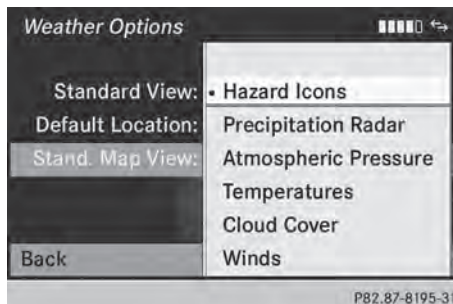 Weather Options
Standard View: • Hazard Icons
Default Location: Precipitation Radar
Stand. Map View: Atmospheric Pressure
Temperatures
Cloud Cover
Back Winds
P82.87-8195-31